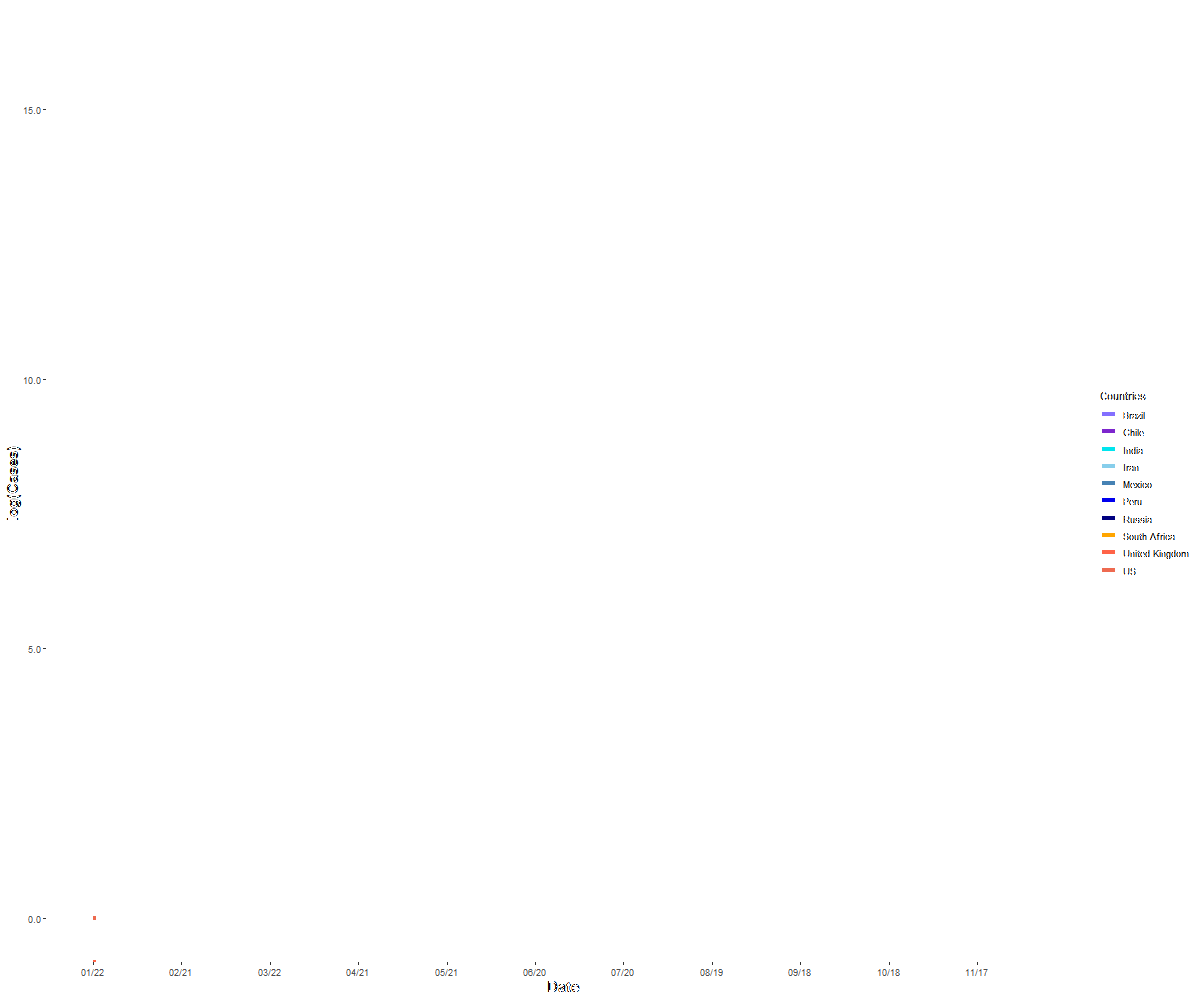 15.0
10.0
5.0
0.0
log(Cases)
01/22 02/21 03/22 04/21 05/21 06/20 07/20 08/19 09/18 10/18 11/17
Date
Countries
Brazil
Chile
India
Iran
Mexico
Peru
Russia
South Africa
United Kingdom
US